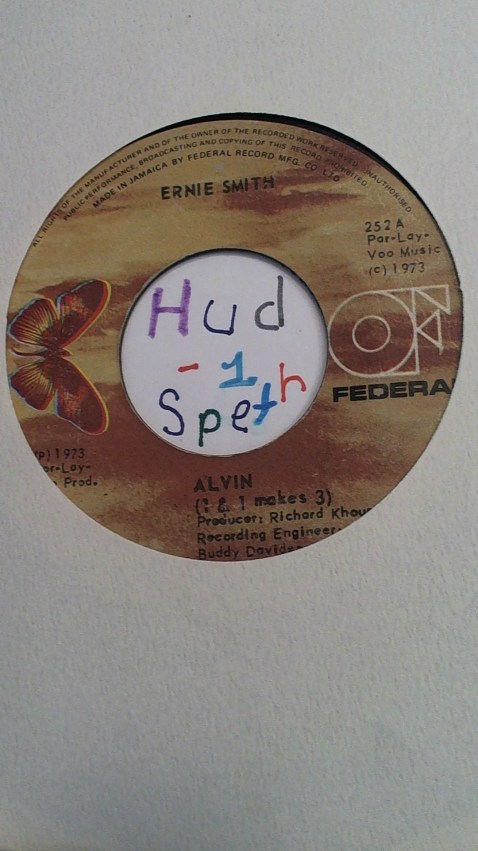 ALL RIGHTS OF THE MANUFACTURER AND OF THE OWNER OF THE RECORDED WORK RESERVED. UNAUTHORISED
PUBLIC PERFORMANCE, BROADCASTING AND COPYING OF THIS RECORD PROHIBITED
MADE IN JAMAICA BY FEDERAL RECORD MFG. CO. LTD.
ERNIE SMITH
252 A
Par-Lay-
Voo Music
(c) 1973
Hud
- 1
Speth
FEDERA
(P) 1973
or-Lay-
Prod.
ALVIN
(1 & 1 makes 3)
Producer: Richard Khou
Recording Engineer:
Buddy Davids